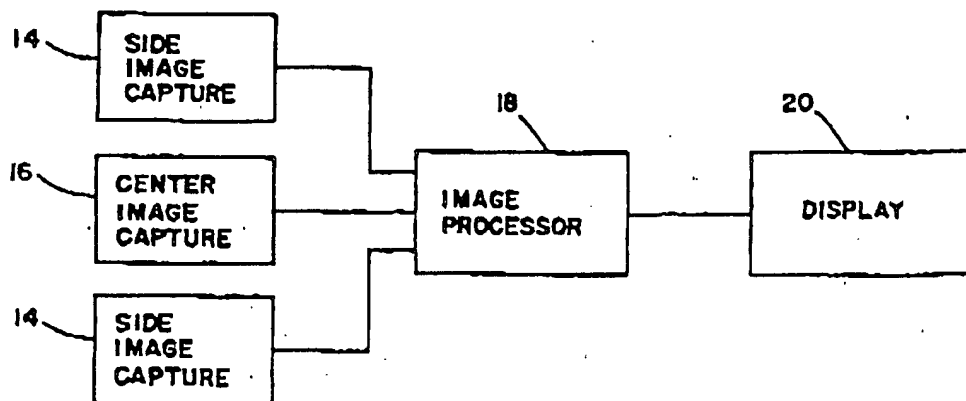 14
SIDE
IMAGE
CAPTURE
16
CENTER
IMAGE
CAPTURE
14
SIDE
IMAGE
CAPTURE
18
IMAGE
PROCESSOR
20
DISPLAY